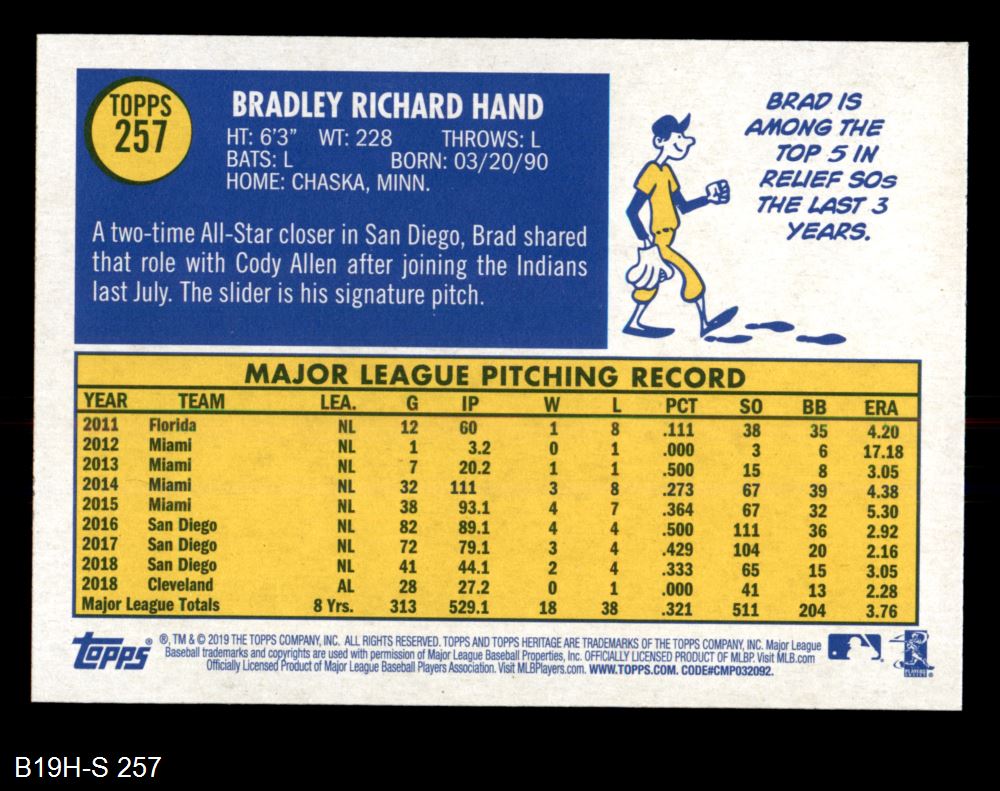 TOPPS
257
BRADLEY RICHARD HAND
HT: 6'3" WT: 228 THROWS: L
BATS: L BORN: 03/20/90
HOME: CHASKA, MINN.
A two-time All-Star closer in San Diego, Brad shared
that role with Cody Allen after joining the Indians
last July. The slider is his signature pitch.
BRAD IS
AMONG THE
TOP 5 IN
RELIEF SOs
THE LAST 3
YEARS.
MAJOR LEAGUE PITCHING RECORD
YEAR TEAM LEA. G IP W L PCT SO BB ERA
2011 Florida NL 12 60 1 8 .111 38 35 4.20
2012 Miami NL 1 3.2 0 1 .000 3 6 17.18
2013 Miami NL 7 20.2 1 1 .500 15 8 3.05
2014 Miami NL 32 111 3 8 .273 67 39 4.38
2015 Miami NL 38 93.1 4 7 .364 67 32 5.30
2016 San Diego NL 82 89.1 4 4 .500 111 36 2.92
2017 San Diego NL 72 79.1 3 4 .429 104 20 2.16
2018 San Diego NL 41 44.1 2 4 .333 65 15 3.05
2018 Cleveland AL 28 27.2 0 1 .000 41 13 2.28
Major League Totals 8 Yrs. 313 529.1 18 38 .321 511 204 3.76
Topps ® ®, TM & © 2019 THE TOPPS COMPANY, INC. ALL RIGHTS RESERVED. TOPPS AND TOPPS HERITAGE ARE TRADEMARKS OF THE TOPPS COMPANY, INC. Major League
Baseball trademarks and copyrights are used with permission of Major League Baseball Properties, Inc. OFFICIALLY LICENSED PRODUCT OF MLBP. Visit MLB.com
Officially Licensed Product of Major League Baseball Players Association. Visit MLBPlayers.com. WWW.TOPPS.COM. CODE#CMP032092.
B19H-S 257